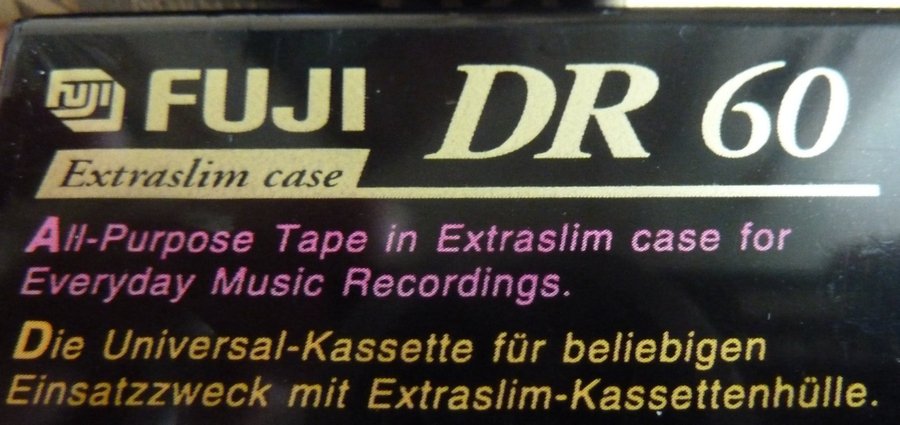 FUJI FUJI DR 60
Extraslim case
All-Purpose Tape in Extraslim case for
Everyday Music Recordings.
Die Universal-Kassette für beliebigen
Einsatzzweck mit Extraslim-Kassettenhülle.